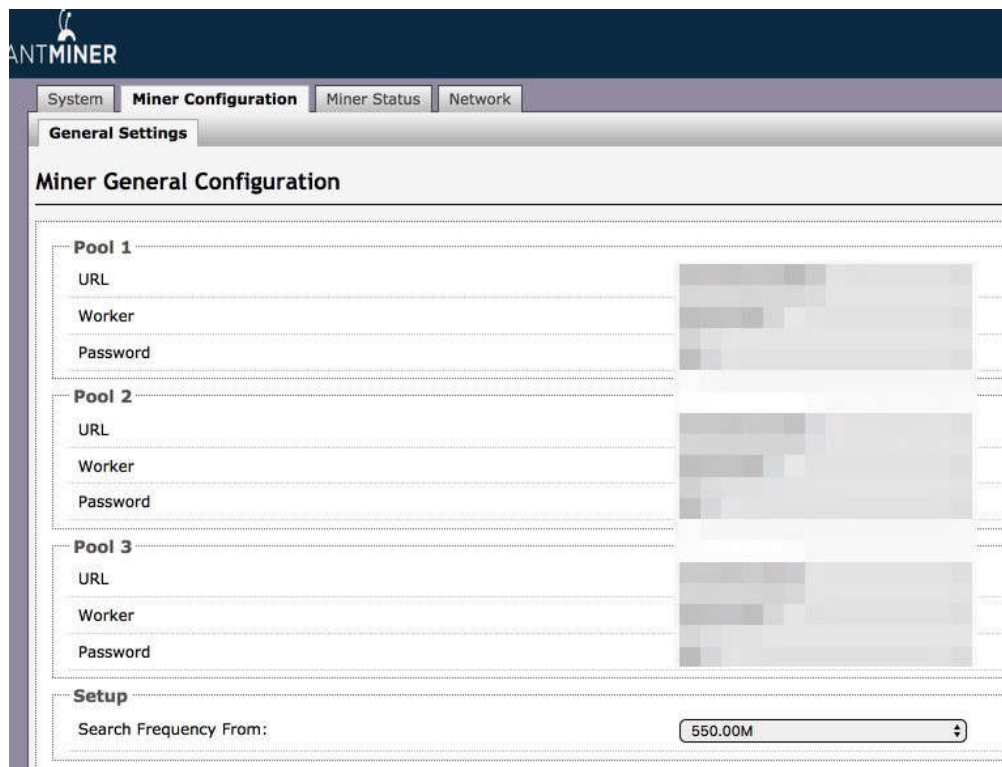 ANTMINER
System Miner Configuration Miner Status Network
General Settings
Miner General Configuration
Pool 1
URL
Worker
Password
Pool 2
URL
Worker
Password
Pool 3
URL
Worker
Password
Setup
Search Frequency From: 550.00M